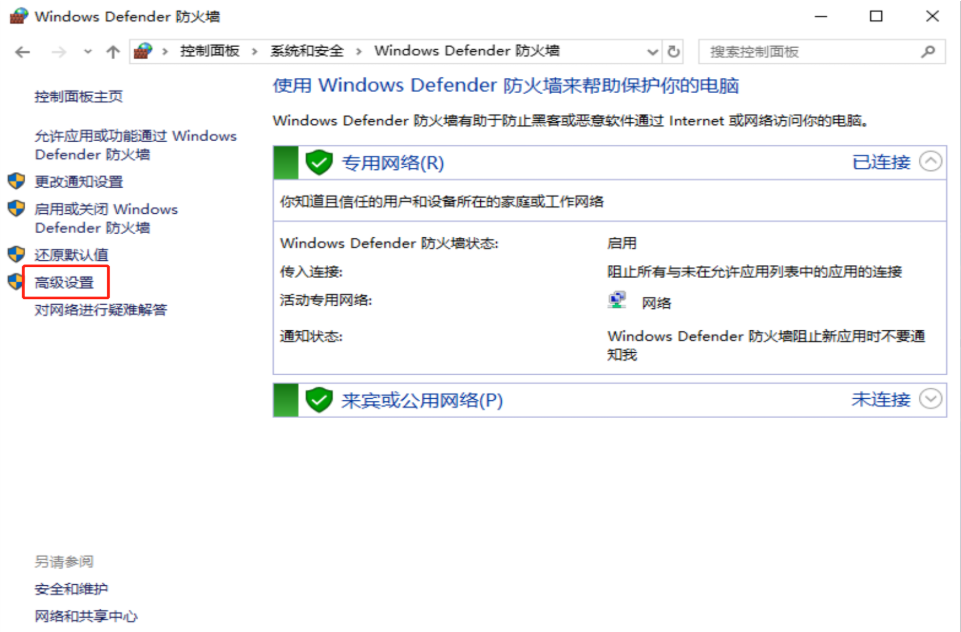 Windows Defender 防火墙
控制面板 › 系统和安全 › Windows Defender 防火墙
搜索控制面板
控制面板主页
允许应用或功能通过 Windows
Defender 防火墙
更改通知设置
启用或关闭 Windows
Defender 防火墙
还原默认值
高级设置
对网络进行疑难解答
使用 Windows Defender 防火墙来帮助保护你的电脑
Windows Defender 防火墙有助于防止黑客或恶意软件通过 Internet 或网络访问你的电脑。
专用网络(R) 已连接
你知道且信任的用户和设备所在的家庭或工作网络
Windows Defender 防火墙状态: 启用
传入连接: 阻止所有与未在允许应用列表中的应用的连接
活动专用网络: 网络
通知状态: Windows Defender 防火墙阻止新应用时不要通
知我
来宾或公用网络(P) 未连接
另请参阅
安全和维护
网络和共享中心